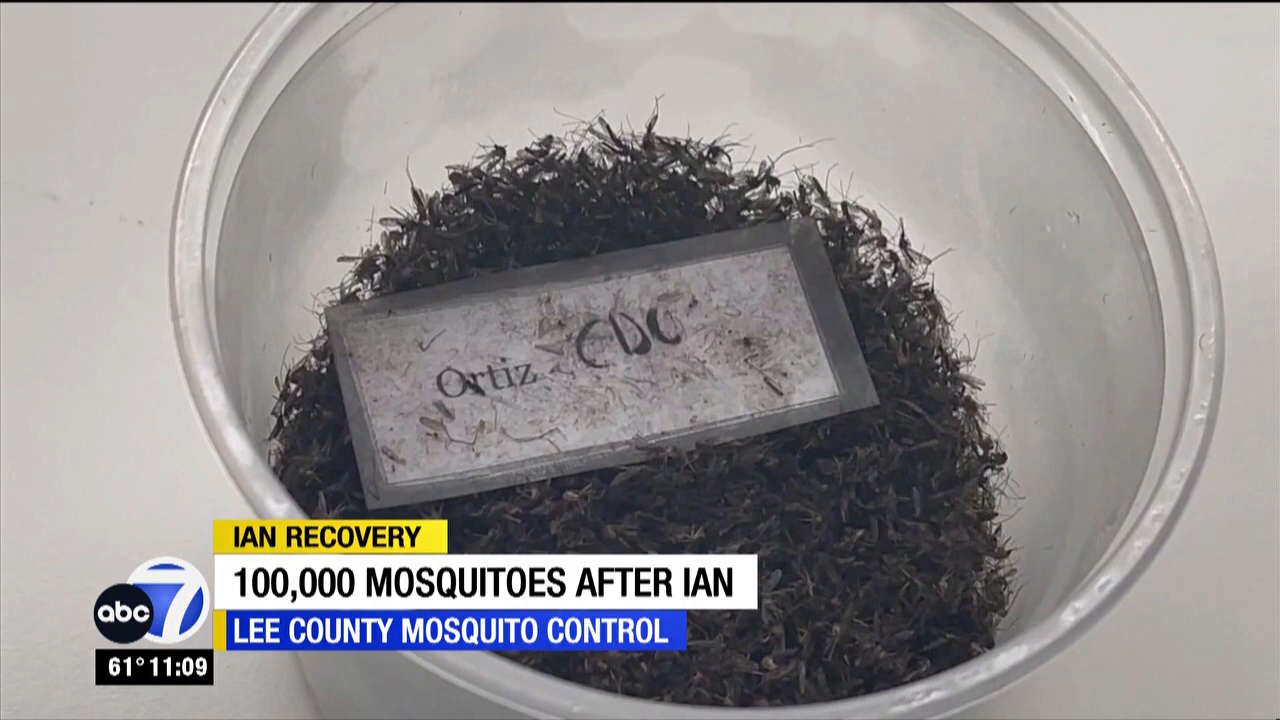 Ortiz - CDC
IAN RECOVERY
100,000 MOSQUITOES AFTER IAN
LEE COUNTY MOSQUITO CONTROL
abc 7
61° 11:09